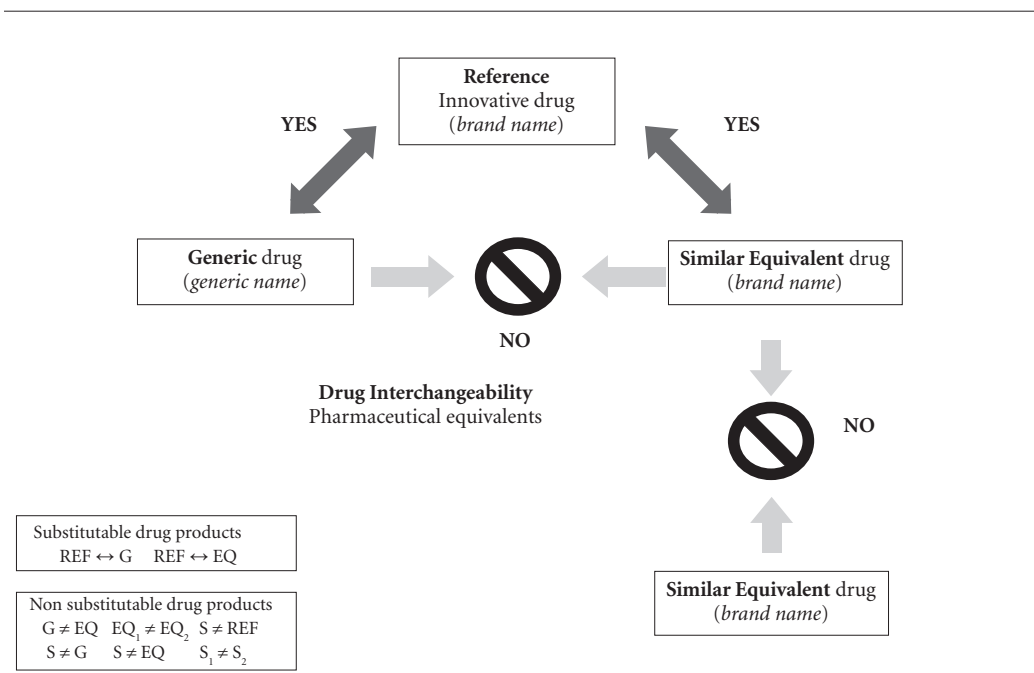 Reference
Innovative drug
(brand name)
YES
YES
Generic drug
(generic name)
Similar Equivalent drug
(brand name)
NO
Drug Interchangeability
Pharmaceutical equivalents
NO
Substitutable drug products
REF ↔ G REF ↔ EQ
Similar Equivalent drug
(brand name)
Non substitutable drug products
G ≠ EQ EQ₁ ≠ EQ₂ S ≠ REF
S ≠ G S ≠ EQ S₁ ≠ S₂